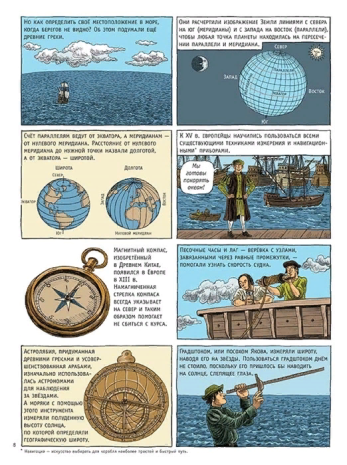 Но как определить своё местоположение в море,
когда берегов не видно? Об этом подумали ещё
древние греки.
Они расчертили изображение Земли линиями с севера
на юг (меридианы) и с запада на восток (параллели),
чтобы любая точка планеты находилась на пересече-
нии параллели и меридиана.
Север
Запад
Восток
Юг
Счёт параллелям ведут от экватора, а меридианам —
от нулевого меридиана. Расстояние от нулевого
меридиана до нужной точки назвали долготой,
а от экватора — широтой.
Широта
Долгота
Север
Экватор
Юг
Нулевой меридиан
К XV в. европейцы научились пользоваться всеми
существующими техниками измерения и навигацион-
ными* приборами.
Мы
готовы
покорять
океан!
Магнитный компас,
изобретённый
в Древнем Китае,
появился в Европе
в XIII в.
Намагниченная
стрелка компаса
всегда указывает
на север и таким
образом помогает
не сбиться с курса.
Песочные часы и лаг — верёвка с узлами,
завязанными через равные промежутки, —
помогали узнать скорость судна.
Астролябия, придуманная
древними греками и усовер-
шенствованная арабами,
изначально использова-
лась астрономами
для наблюдения
за звёздами.
А моряки с помощью
этого инструмента
измеряли полуденную
высоту солнца,
по которой определяли
географическую широту.
Градштоком, или посохом Якова, измеряли широту,
наводя его на звёзды. Пользоваться градштоком днём
не стоило, поскольку его пришлось бы наводить
на солнце, слепящее глаза.
8
* Навигация — искусство выбирать для корабля наиболее простой и быстрый путь.